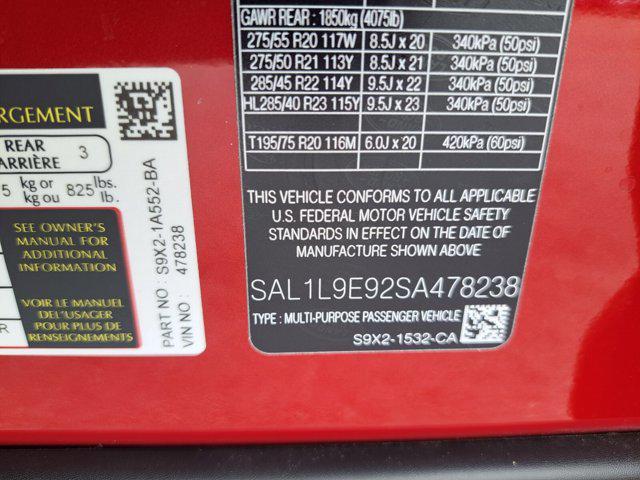 GAWR REAR : 1850kg (4075lb)
275/55 R20 117W 8.5J x 20 340kPa (50psi)
275/50 R21 113Y 8.5J x 21 340kPa (50psi)
285/45 R22 114Y 9.5J x 22 340kPa (50psi)
HL285/40 R23 115Y 9.5J x 23 340kPa (50psi)
T195/75 R20 116M 6.0J x 20 420kPa (60psi)
THIS VEHICLE CONFORMS TO ALL APPLICABLE
U.S. FEDERAL MOTOR VEHICLE SAFETY
STANDARDS IN EFFECT ON THE DATE OF
MANUFACTURE SHOWN ABOVE
SAL1L9E92SA478238
TYPE : MULTI-PURPOSE PASSENGER VEHICLE
S9X2-1532-CA
RGEMENT
REAR
ARRIÈRE 3
5 kg or 825 lbs.
kg ou lb.
SEE OWNER'S
MANUAL FOR
ADDITIONAL
INFORMATION
VOIR LE MANUEL
DEL'USAGER
POUR PLUS DE
RENSEIGNEMENTS
R
PART NO : S9X2-1A552-BA
VIN NO : 478238